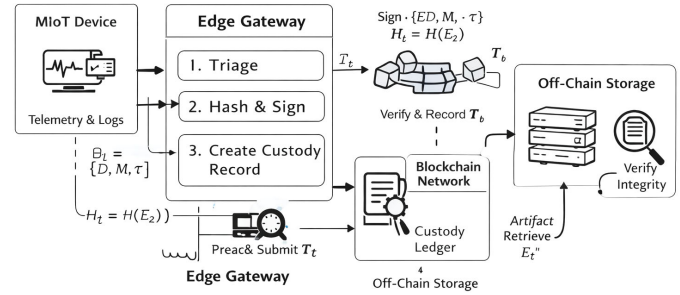 MIoT Device
Telemetry & Logs
Edge Gateway
1. Triage
2. Hash & Sign
3. Create Custody
Record
Sign · {ED, M, · τ}
H_t = H(E_2)
T_t
T_b
Verify & Record T_b
Off-Chain Storage
α
Verify
Integrity
Blockchain
Network
Custody
Ledger
4
Off-Chain Storage
Artifact
Retrieve
E_t"
=
{D, M, τ]
H_t = H(E_2))
Preac& Submit T_t
Edge Gateway